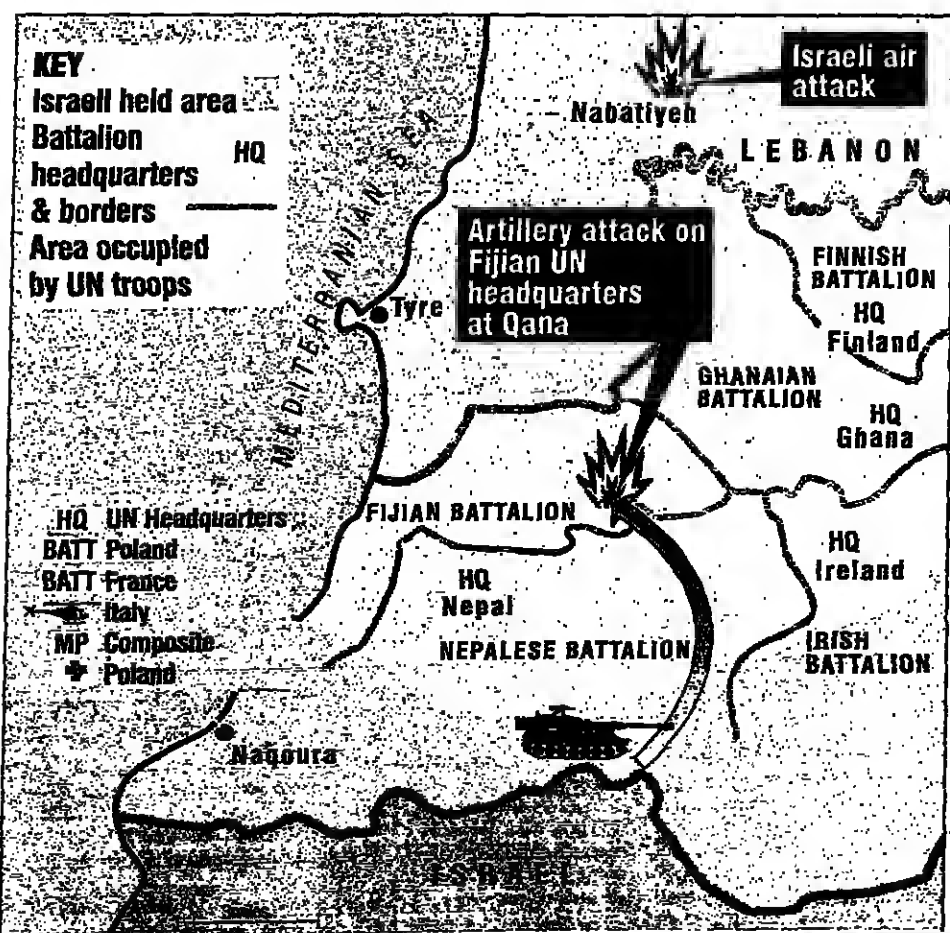 KEY
Israeli held area
Battalion
headquarters HQ
& borders
Area occupied
by UN troops
Israeli air
attack
Nabatiyeh
LEBANON
MEDITERRANIAN SEA
Artillery attack on
Fijian UN
headquarters
at Qana
Tyre
FINNISH
BATTALION
HQ
Finland
GHANAIAN
BATTALION
HQ
Ghana
FIJIAN BATTALION
HQ UN Headquarters
BATT Poland
BATT France
Italy
MP Composite
Poland
HQ
Nepal
HQ
Ireland
NEPALESE BATTALION
IRISH
BATTALION
Naqoura
ISRAEL